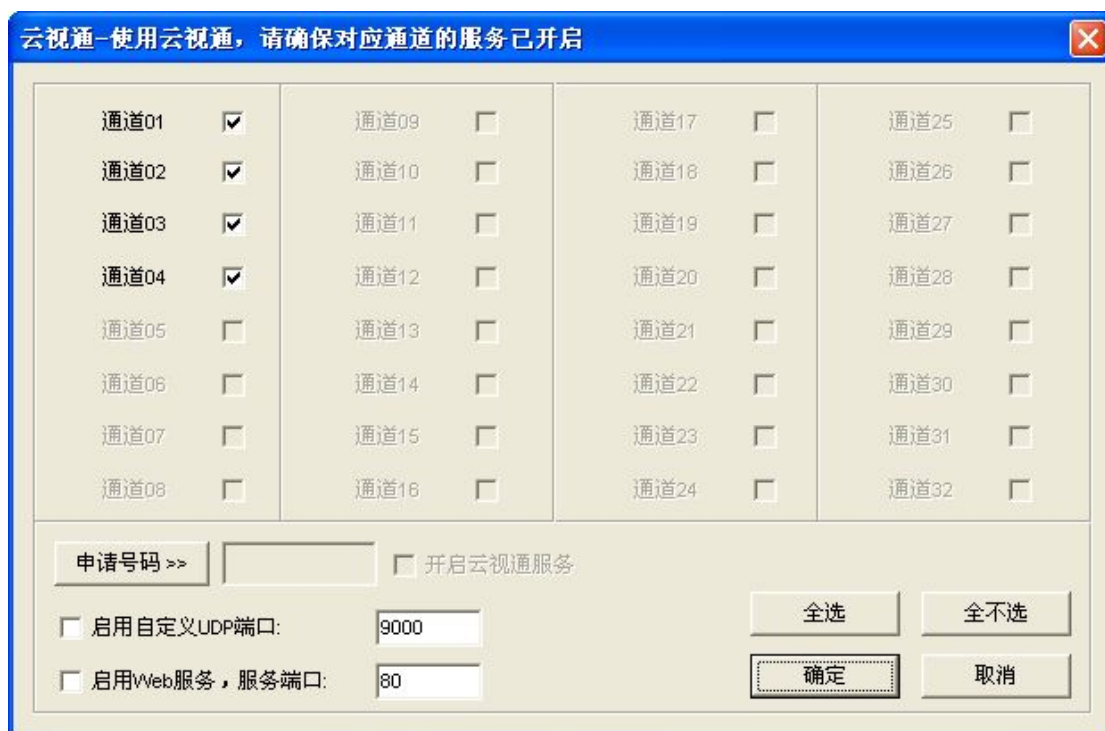 云视通-使用云视通，请确保对应通道的服务已开启
通道01 通道09 通道17 通道25
通道02 通道10 通道18 通道26
通道03 通道11 通道19 通道27
通道04 通道12 通道20 通道28
通道05 通道13 通道21 通道29
通道06 通道14 通道22 通道30
通道07 通道15 通道23 通道31
通道08 通道16 通道24 通道32
申请号码 >> 开启云视通服务
启用自定义UDP端口: 9000 全选 全不选
启用Web服务，服务端口: 80 确定 取消